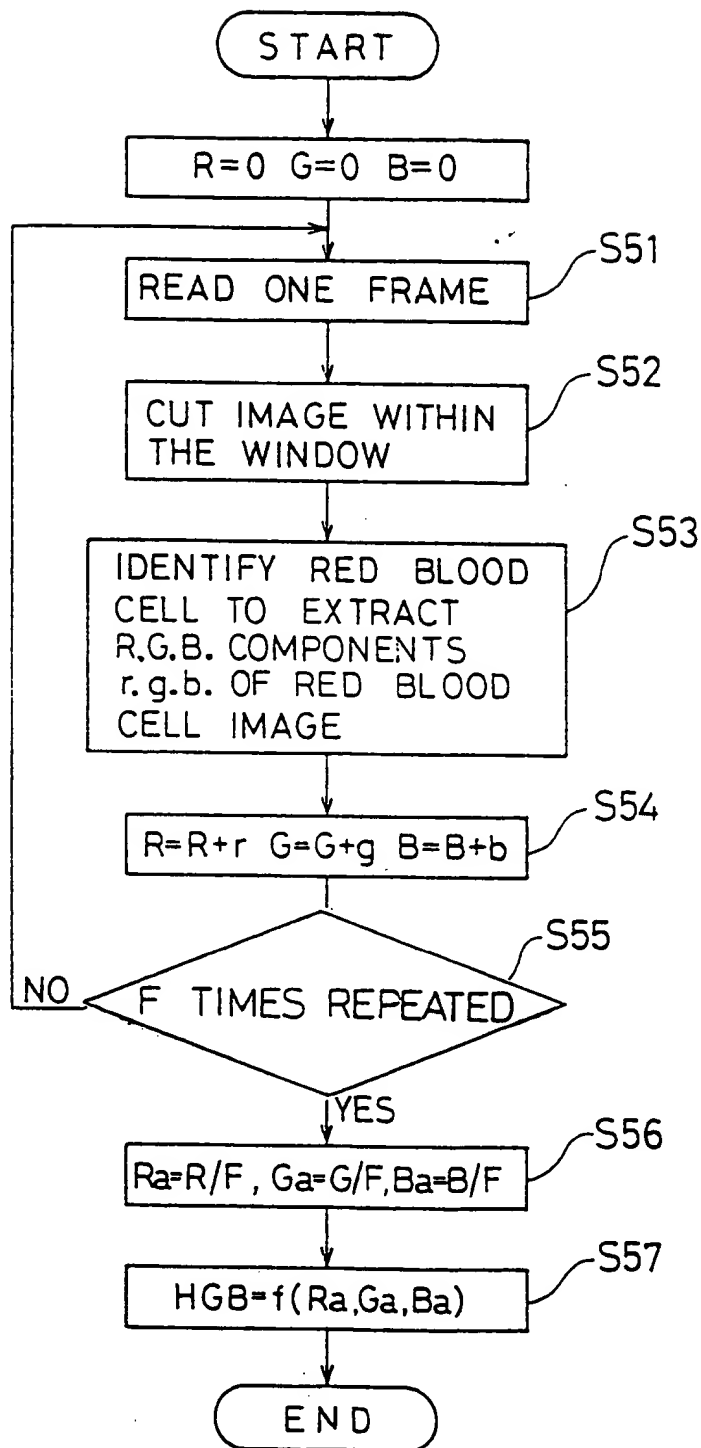 START
R=0 G=0 B=0
S51
READ ONE FRAME
S52
CUT IMAGE WITHIN
THE WINDOW
S53
IDENTIFY RED BLOOD
CELL TO EXTRACT
R.G.B. COMPONENTS
r.g.b. OF RED BLOOD
CELL IMAGE
S54
R=R+r G=G+g B=B+b
S55
NO
F TIMES REPEATED
YES
S56
Ra=R/F, Ga=G/F, Ba=B/F
S57
HGB=f(Ra,Ga,Ba)
END